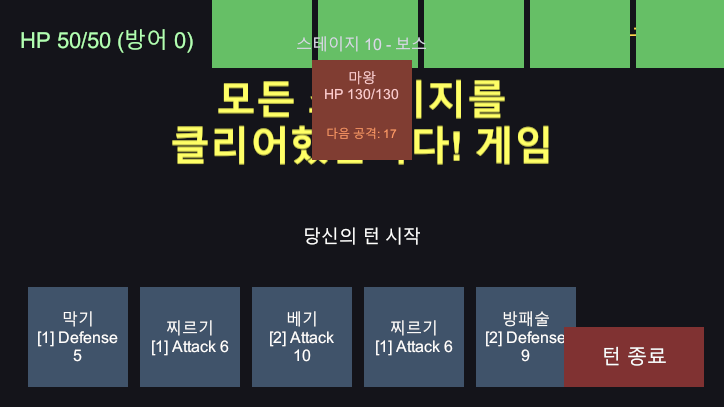 HP 50/50 (방어 0)
스테이지 10 - 보스
마왕
HP 130/130
다음 공격: 17
모든
를
클리어
다! 게임
당신의 턴 시작
막기
[1] Defense
5
찌르기
[1] Attack 6
베기
[2] Attack
10
찌르기
[1] Attack 6
방패술
[2] Defense
9
턴 종료